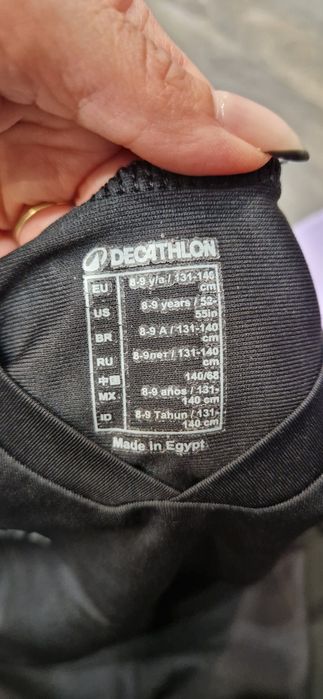 DECATHLON
EU 8-9 y/a / 131-140 cm
US 8-9 years / 52-55in
BR 8-9 A / 131-140 cm
RU 8-9лет / 131-140 cm
中国 140/68
MX 8-9 años / 131-140 cm
ID 8-9 Tahun / 131-140 cm
Made in Egypt